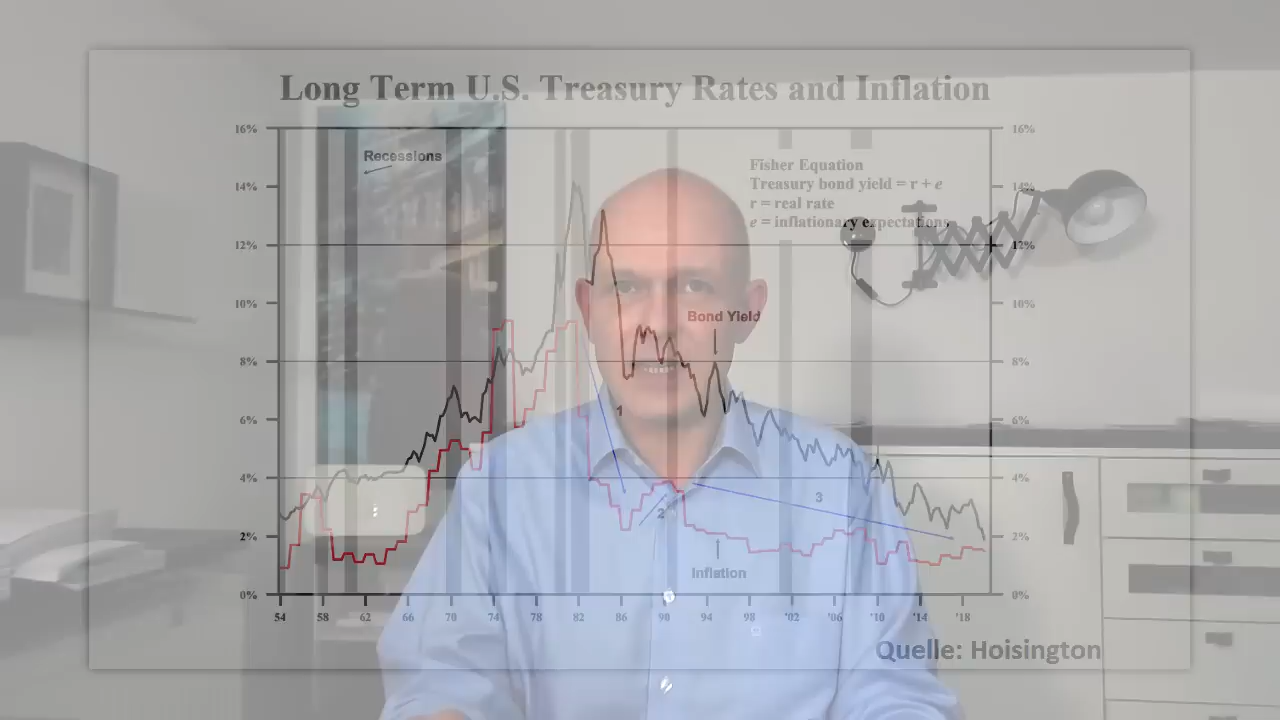 Long Term U.S. Treasury Rates and Inflation
16% 16%
Recessions
Fisher Equation
Treasury bond yield = r + e
r = real rate
e = inflationary expectations
14% 14%
12% 12%
10% 10%
Bond Yield
8% 8%
1
6% 6%
4% 4%
3
2
2% 2%
Inflation
0% 0%
54 58 62 66 70 74 78 82 86 90 94 98 '02 '06 '10 '14 '18
Quelle: Hoisington